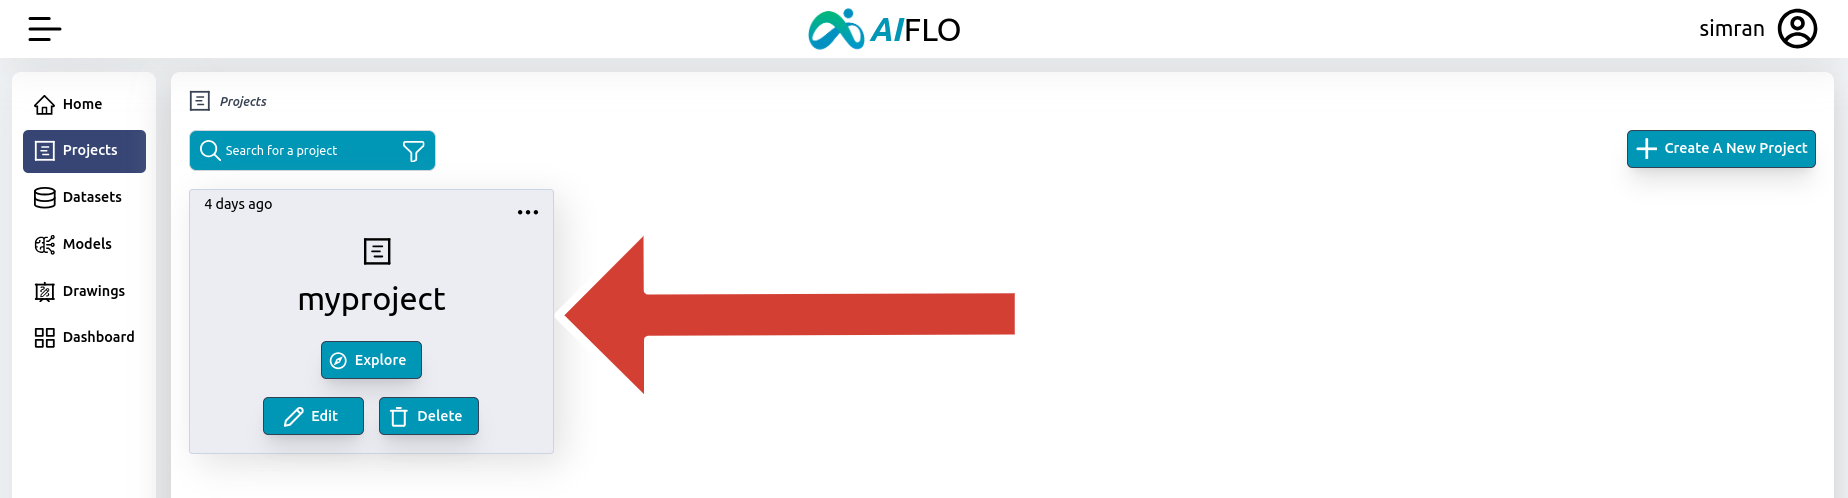 AIFLO
simran
Home
Projects
Datasets
Models
Drawings
Dashboard
Projects
Search for a project
Create A New Project
4 days ago
myproject
Explore
Edit
Delete